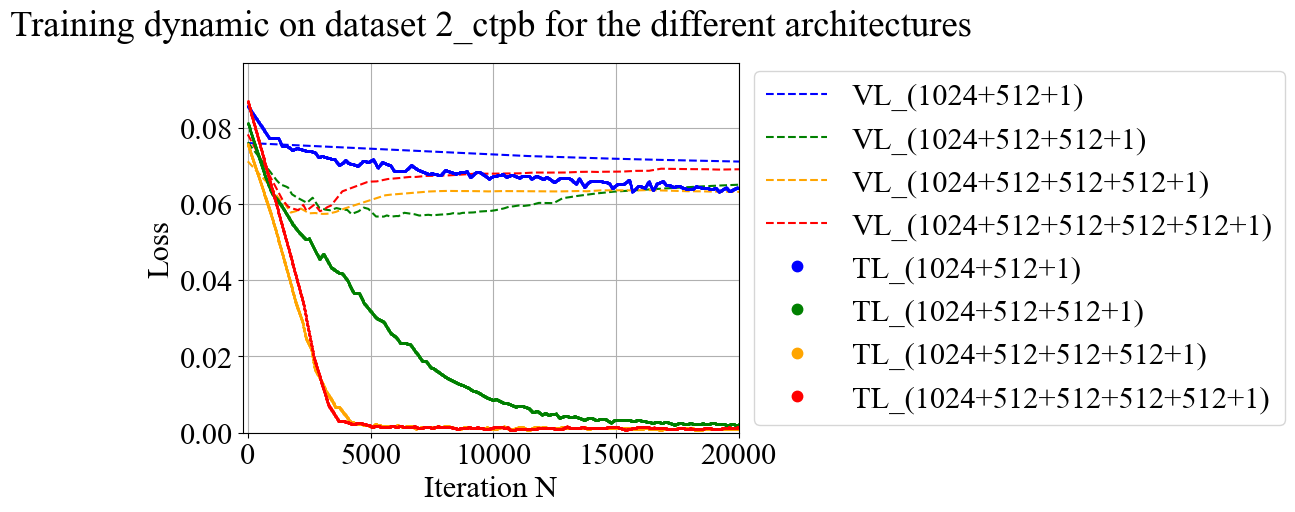 Training dynamic on dataset 2_ctpb for the different architectures
Loss
0.08
0.06
0.04
0.02
0.00
0
5000
10000
15000
20000
Iteration N
VL_(1024+512+1)
VL_(1024+512+512+1)
VL_(1024+512+512+512+1)
VL_(1024+512+512+512+512+1)
TL_(1024+512+1)
TL_(1024+512+512+1)
TL_(1024+512+512+512+1)
TL_(1024+512+512+512+512+1)